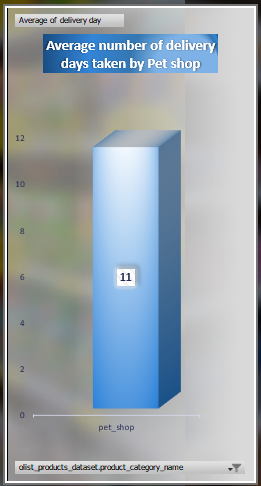 Average of delivery day
Average number of delivery
days taken by Pet shop
12
10
8
6
4
2
0
11
pet_shop
olist_products_dataset.product_category_name